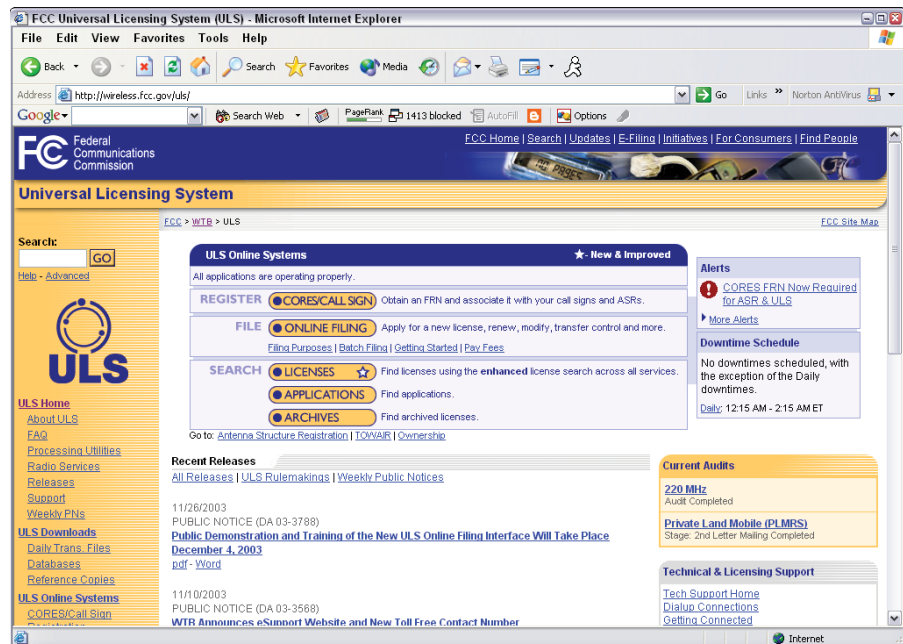 FCC Universal Licensing System (ULS) - Microsoft Internet Explorer
File Edit View Favorites Tools Help
Back Search Favorites Media
Address http://wireless.fcc.gov/uls/ Go Links » Norton AntiVirus
Google Search Web PageRank 1413 blocked AutoFill Options
FCC Federal Communications Commission
FCC Home | Search | Updates | E-Filing | Initiatives | For Consumers | Find People
NO PAGES
Universal Licensing System
FCC > WTB > ULS
FCC Site Map
Search:
GO
Help - Advanced
ULS
ULS Home
About ULS
FAQ
Processing Utilities
Radio Services
Releases
Support
Weekly PNs
ULS Downloads
Daily Trans. Files
Databases
Reference Copies
ULS Online Systems
CORES/Call Sign
Registration
ULS Online Systems
- New & Improved
All applications are operating properly.
REGISTER CORES/CALL SIGN Obtain an FRN and associate it with your call signs and ASRs.
FILE ONLINE FILING Apply for a new license, renew, modify, transfer control and more.
Filing Purposes | Batch Filing | Getting Started | Pay Fees
SEARCH LICENSES Find licenses using the enhanced license search across all services.
APPLICATIONS Find applications.
ARCHIVES Find archived licenses.
Go to: Antenna Structure Registration | TOWAIR | Ownership
Alerts
CORES FRN Now Required
for ASR & ULS
More Alerts
Downtime Schedule
No downtimes scheduled, with
the exception of the Daily
downtimes.
Daily: 12:15 AM - 2:15 AM ET
Recent Releases
All Releases | ULS Rulemakings | Weekly Public Notices
11/26/2003
PUBLIC NOTICE (DA 03-3788)
Public Demonstration and Training of the New ULS Online Filing Interface Will Take Place
December 4, 2003
pdf - Word
11/10/2003
PUBLIC NOTICE (DA 03-3568)
WTB Announces eSupport Website and New Toll Free Contact Number
Current Audits
220 MHz
Audit Completed
Private Land Mobile (PLMRS)
Stage: 2nd Letter Mailing Completed
Technical & Licensing Support
Tech Support Home
Dialup Connections
Getting Connected
Internet